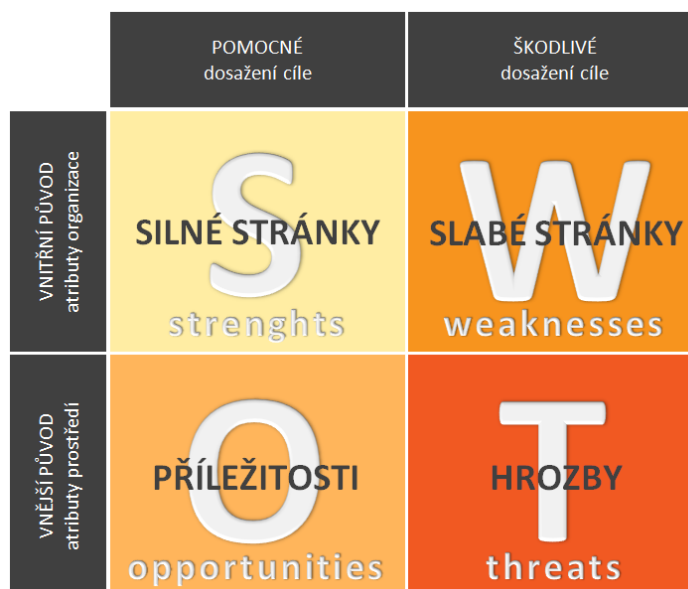 POMOCNÉ
dosažení cíle
ŠKODLIVÉ
dosažení cíle
VNITŘNÍ PŮVOD
atributy organizace
S
SILNÉ STRÁNKY
strenghts
W
SLABÉ STRÁNKY
weaknesses
VNĚJŠÍ PŮVOD
atributy prostředí
O
PŘÍLEŽITOSTI
opportunities
T
HROZBY
threats